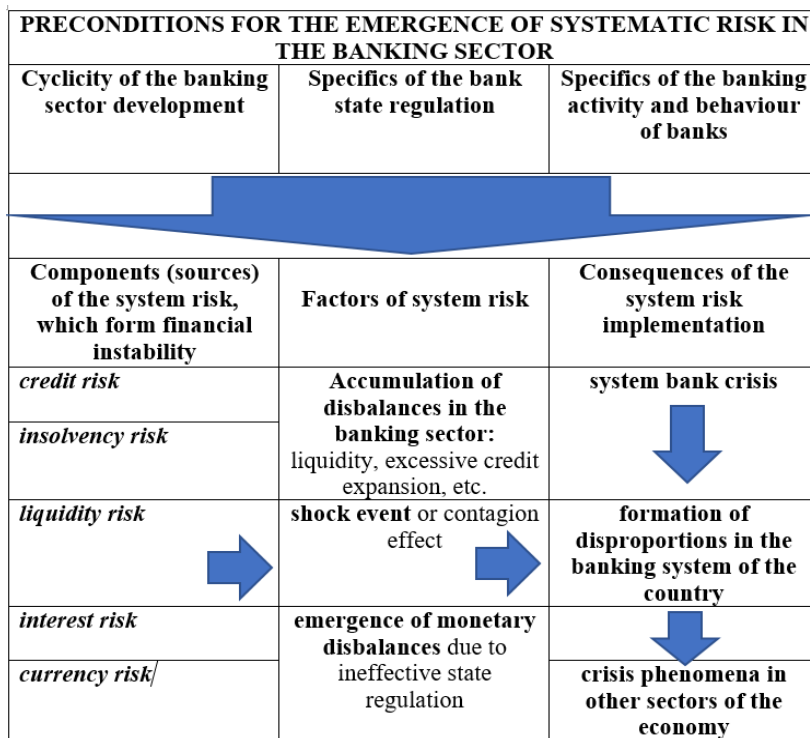 PRECONDITIONS FOR THE EMERGENCE OF SYSTEMATIC RISK IN
THE BANKING SECTOR
Cyclicity of the banking
sector development
Specifics of the bank
state regulation
Specifics of the banking
activity and behaviour
of banks
Components (sources)
of the system risk,
which form financial
instability
Factors of system risk
Consequences of the
system risk
implementation
credit risk
insolvency risk
liquidity risk
interest risk
currency risk/
Accumulation of
disbalances in the
banking sector:
liquidity, excessive credit
expansion, etc.
shock event or contagion
effect
emergence of monetary
disbalances due to
ineffective state
regulation
system bank crisis
formation of
disproportions in the
banking system of the
country
crisis phenomena in
other sectors of the
economy